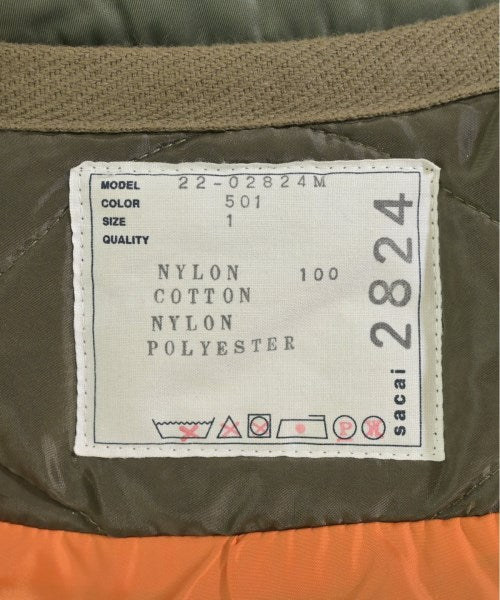 MODEL 22-02824M
COLOR 501
SIZE 1
QUALITY
NYLON 100
COTTON
NYLON
POLYESTER
P
W
sacai 2824